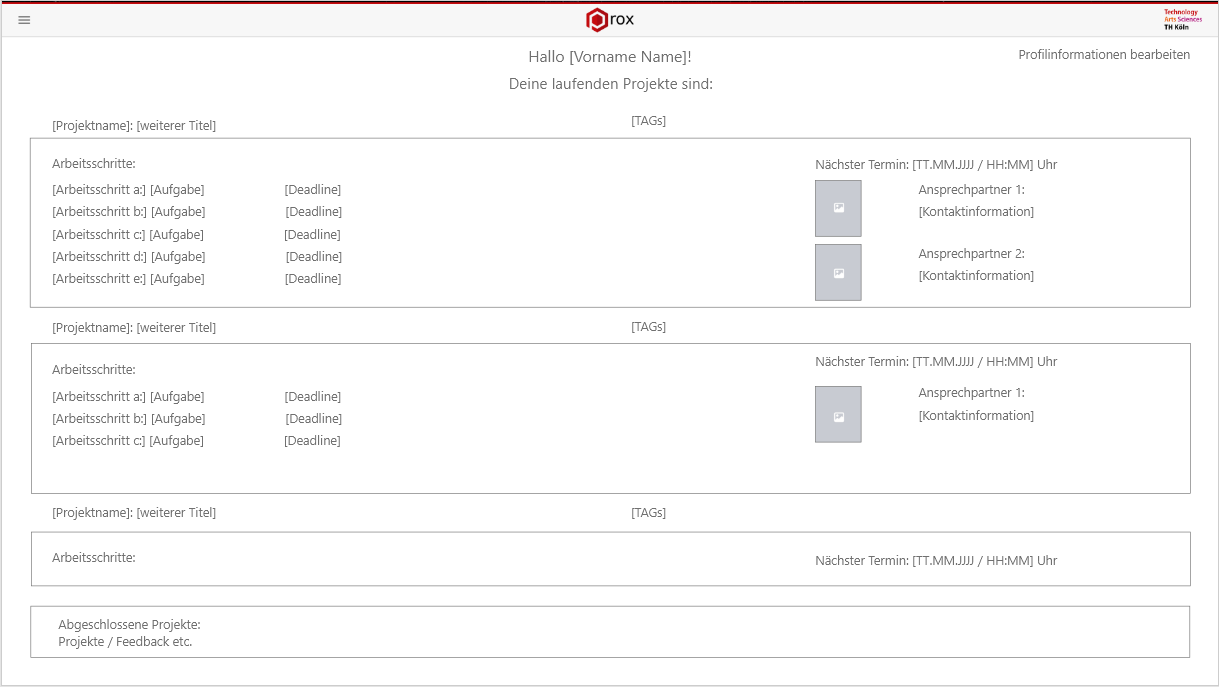 rox
Technology
Arts Sciences
TH Köln
Hallo [Vorname Name]!
Profilinformationen bearbeiten
Deine laufenden Projekte sind:
[Projektname]: [weiterer Titel]
[TAGs]
Arbeitsschritte:
[Arbeitsschritt a:] [Aufgabe]
[Deadline]
[Arbeitsschritt b:] [Aufgabe]
[Deadline]
[Arbeitsschritt c:] [Aufgabe]
[Deadline]
[Arbeitsschritt d:] [Aufgabe]
[Deadline]
[Arbeitsschritt e:] [Aufgabe]
[Deadline]
Nächster Termin: [TT.MM.JJJJ / HH:MM] Uhr
Ansprechpartner 1:
[Kontaktinformation]
Ansprechpartner 2:
[Kontaktinformation]
[Projektname]: [weiterer Titel]
[TAGs]
Arbeitsschritte:
[Arbeitsschritt a:] [Aufgabe]
[Deadline]
[Arbeitsschritt b:] [Aufgabe]
[Deadline]
[Arbeitsschritt c:] [Aufgabe]
[Deadline]
Nächster Termin: [TT.MM.JJJJ / HH:MM] Uhr
Ansprechpartner 1:
[Kontaktinformation]
[Projektname]: [weiterer Titel]
[TAGs]
Arbeitsschritte:
Nächster Termin: [TT.MM.JJJJ / HH:MM] Uhr
Abgeschlossene Projekte:
Projekte / Feedback etc.